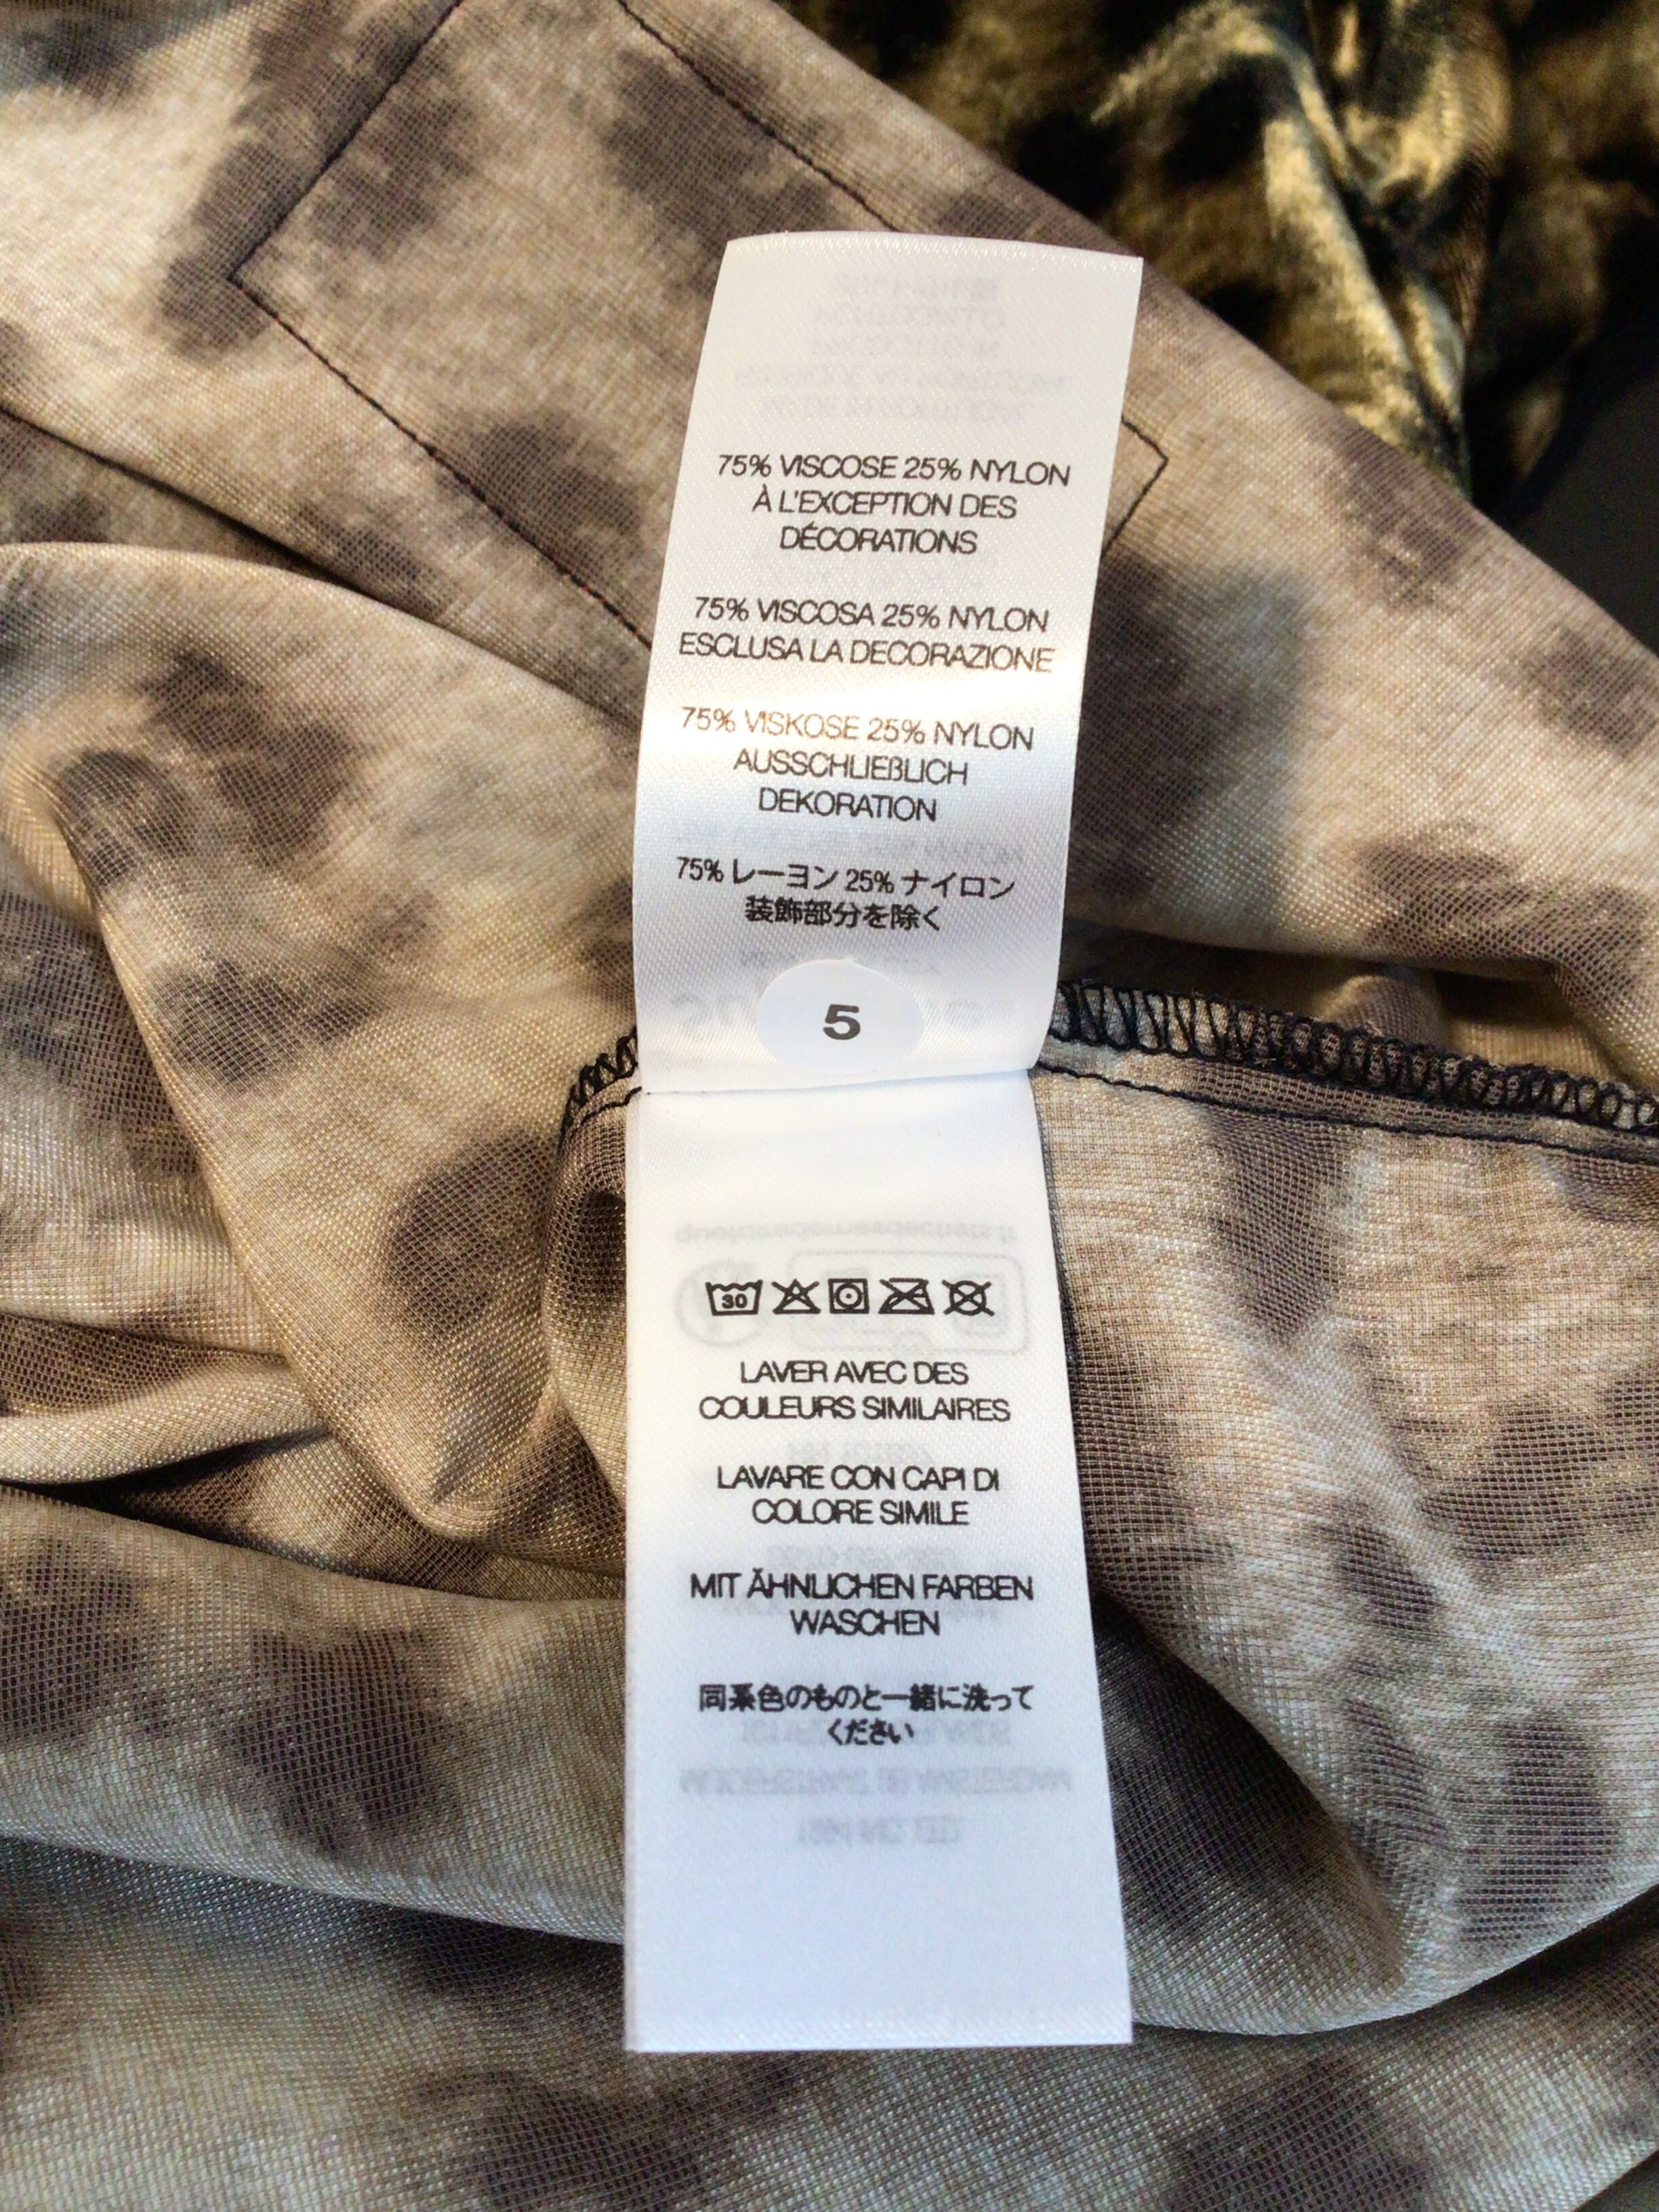 75% VISCOSE 25% NYLON
À L'EXCEPTION DES
DÉCORATIONS
75% VISCOSA 25% NYLON
ESCLUSA LA DECORAZIONE
75% VISKOSE 25% NYLON
AUSSCHLIEßLICH
DEKORATION
75% レーヨン 25% ナイロン
装飾部分を除く
5
30
LAVER AVEC DES
COULEURS SIMILAIRES
LAVARE CON CAPI DI
COLORE SIMILE
MIT ÄHNLICHEN FARBEN
WASCHEN
同系色のものと一緒に洗って
ください